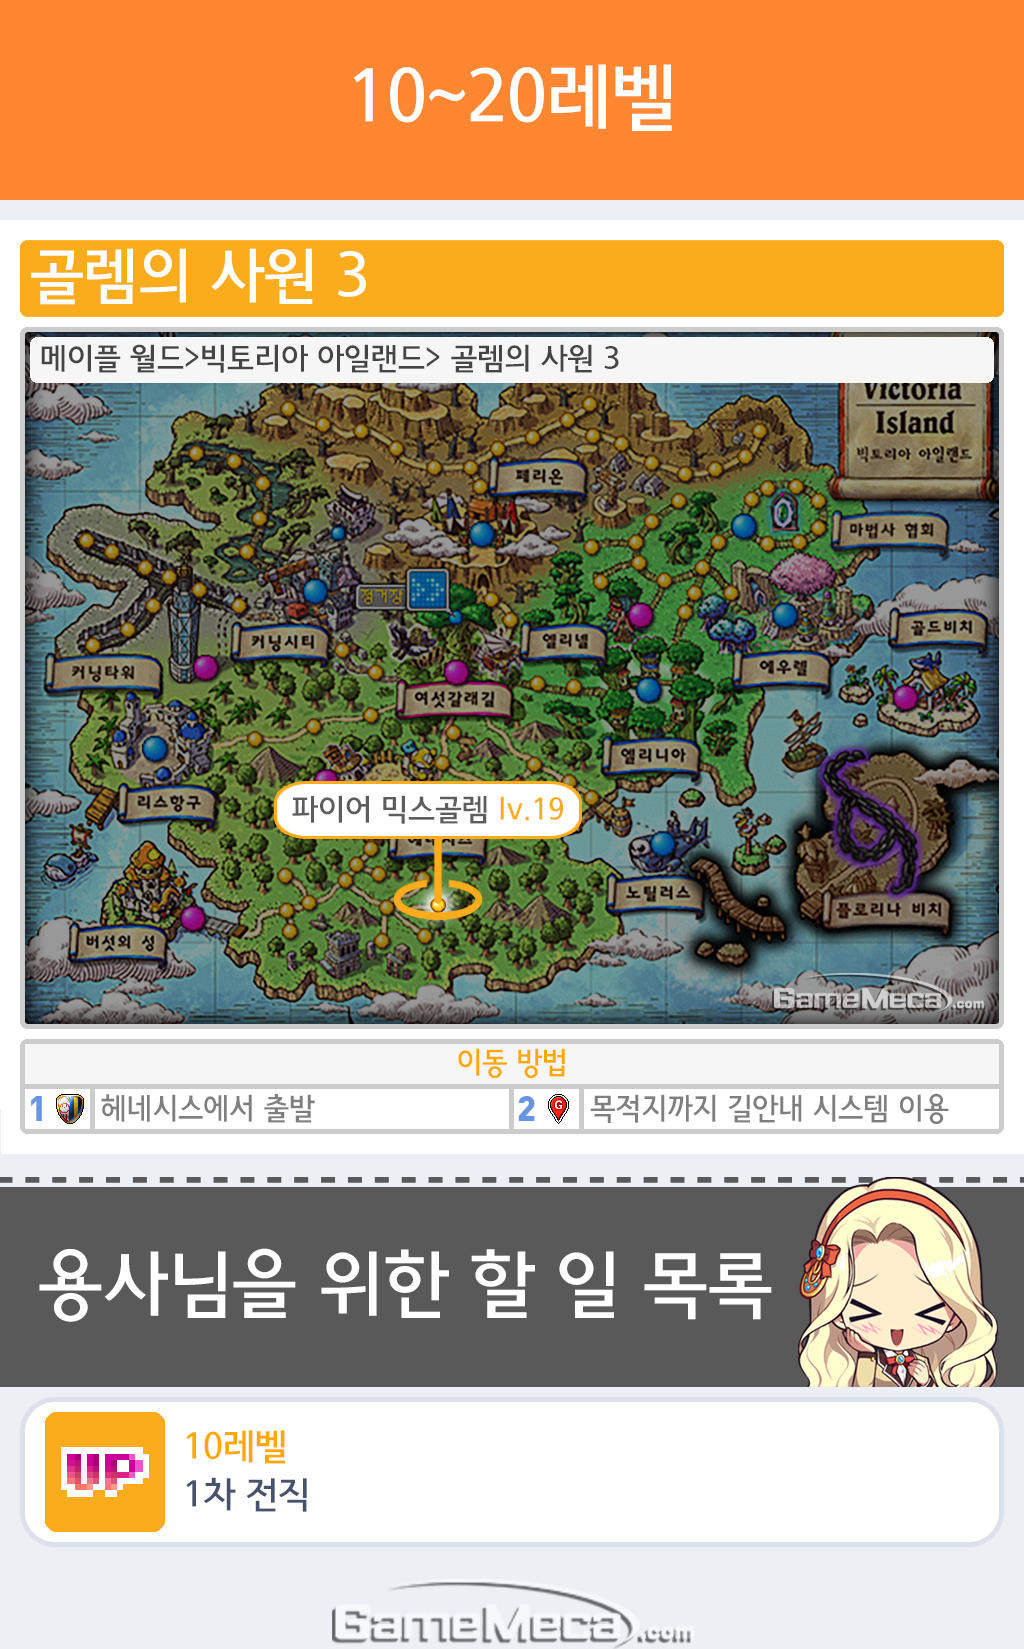 10~20레벨
골렘의 사원 3
메이플 월드>빅토리아 아일랜드> 골렘의 사원 3
Victoria
Island
빅토리아 아일랜드
페리온
마법사 협회
정거장
골드비치
커닝시티
엘리넬
커닝타워
에우렐
여섯갈래길
엘리니아
리스항구
파이어 믹스골렘 lv.19
헤네시스
노틸러스
플로리나 비치
버섯의 성
GameMeca.com
이동 방법
1 헤네시스에서 출발
2 G 목적지까지 길안내 시스템 이용
용사님을 위한 할 일 목록
UP
10레벨
1차 전직
GameMeca.com